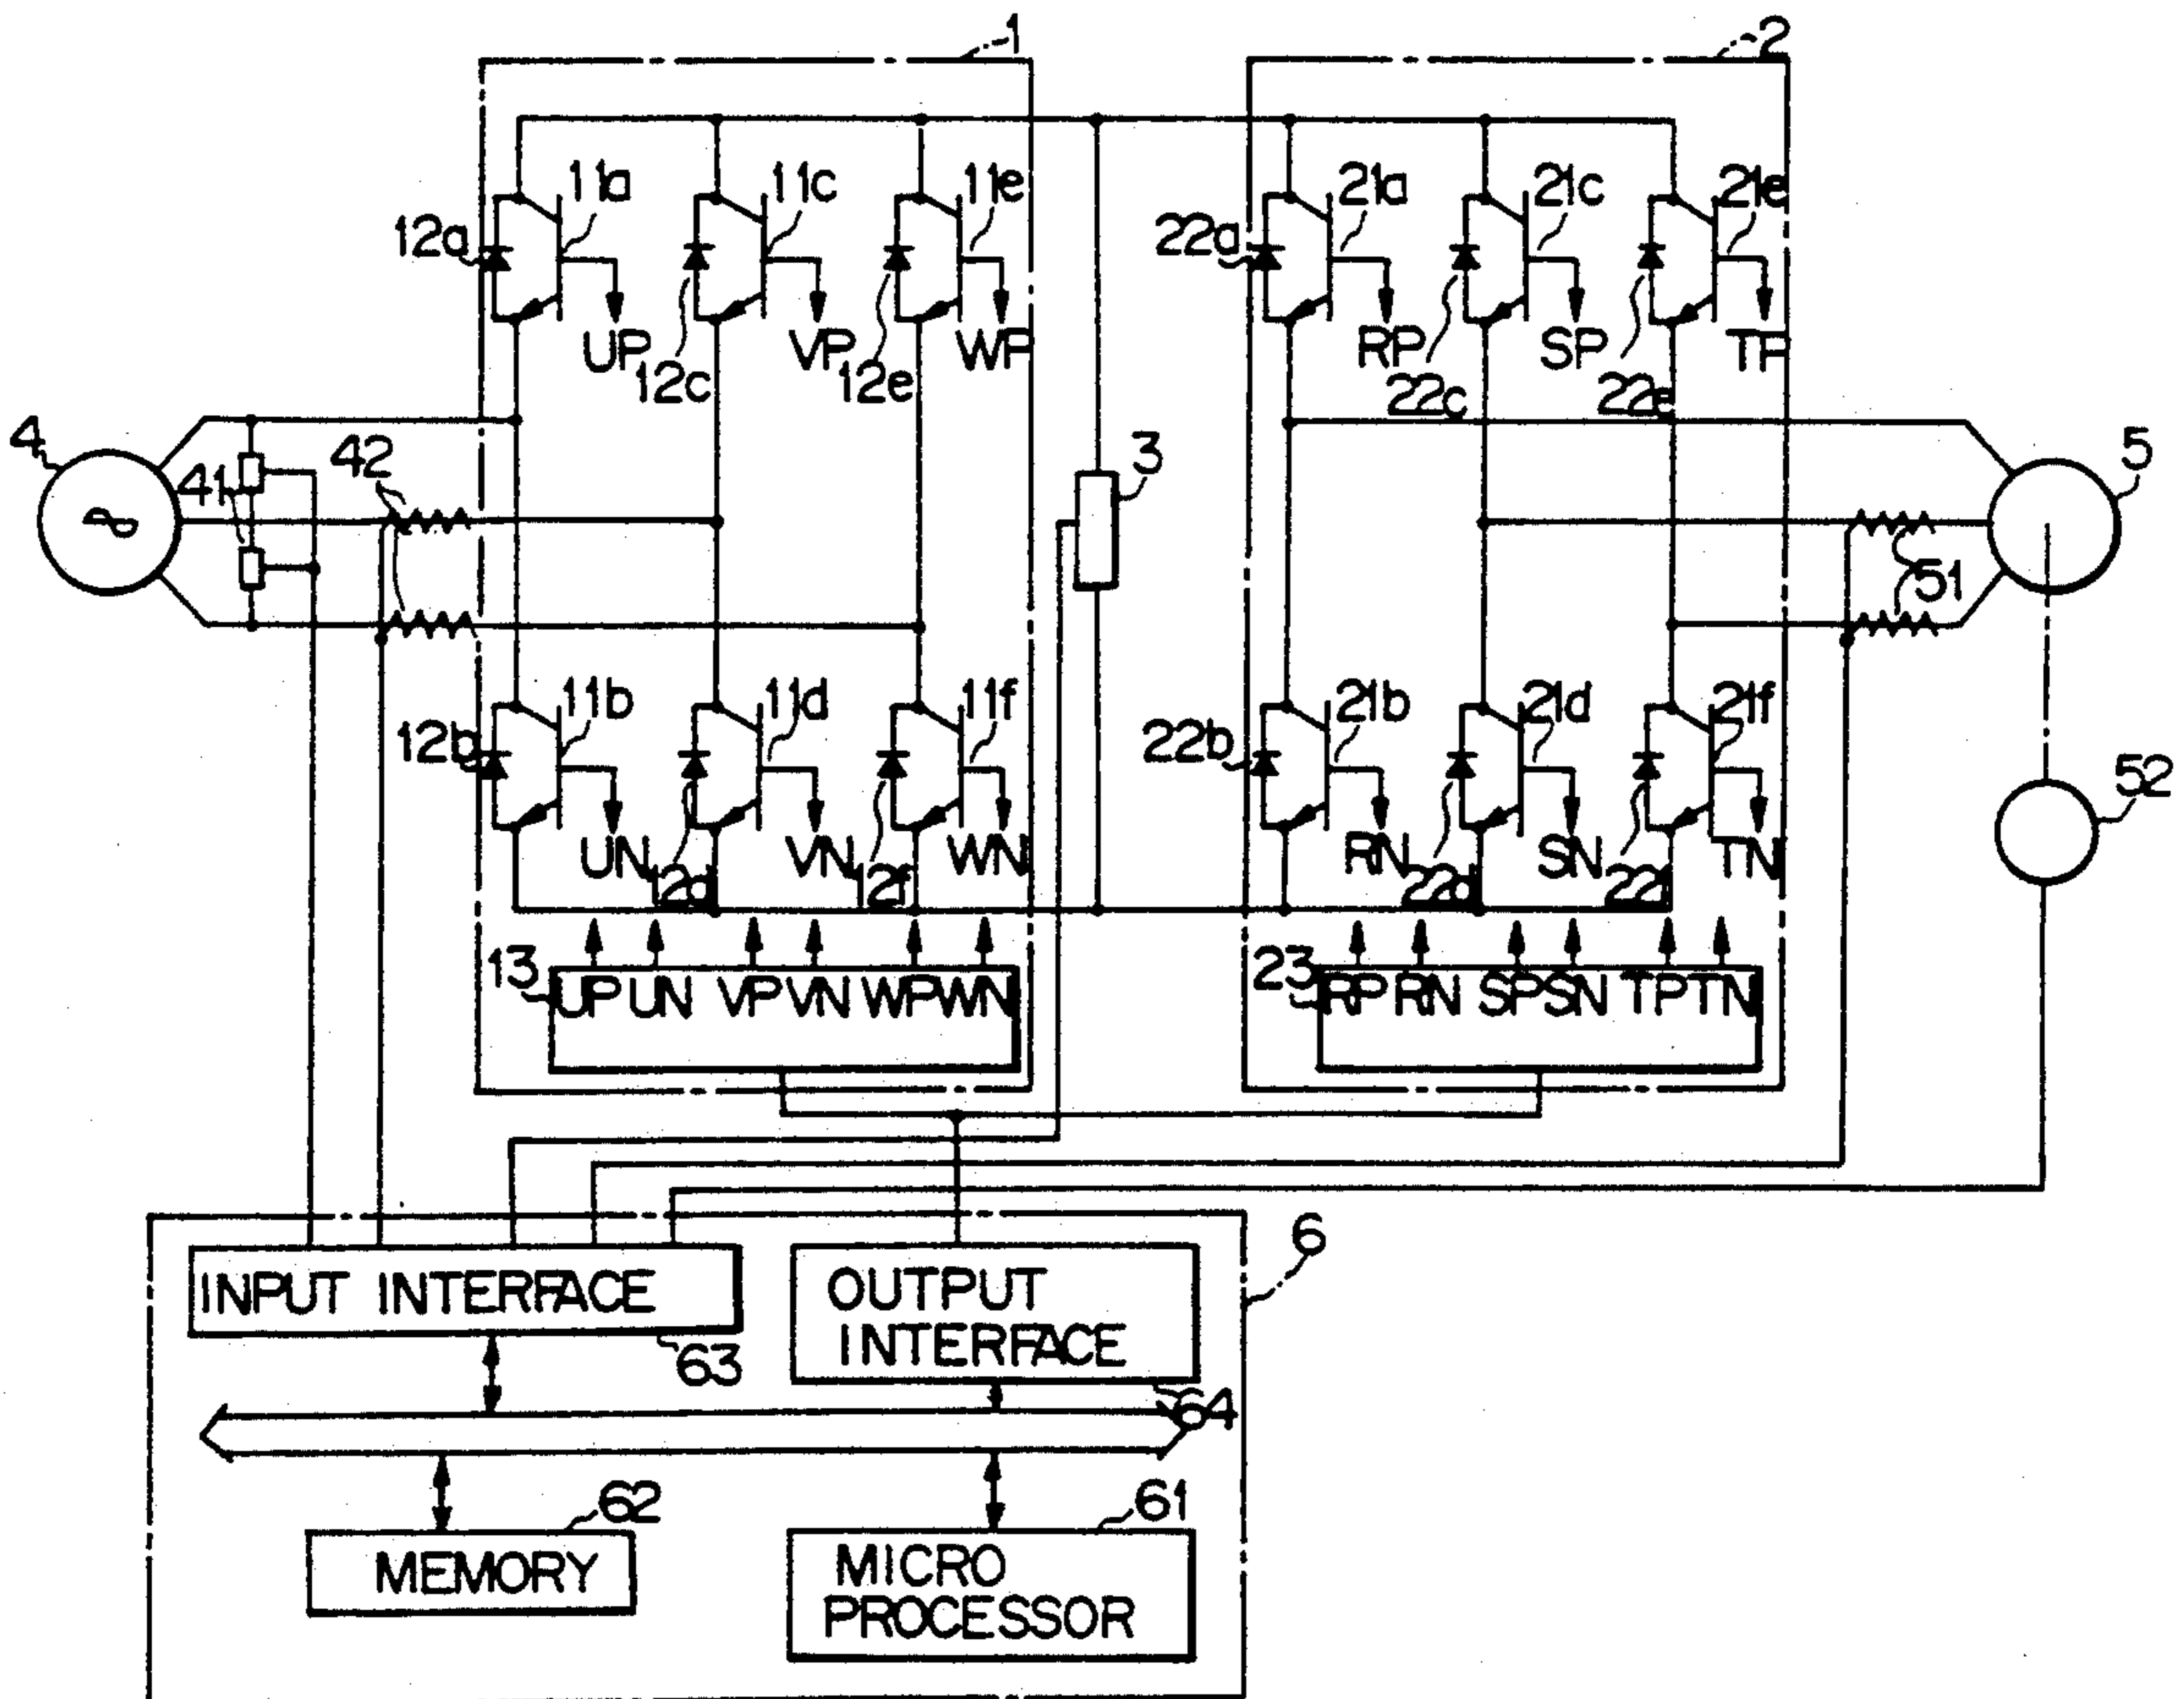 1
2
11a
11c
11e
21a
21c
21e
12a
22a
UP
VP
WP
RP
SP
TP
12c
12e
22c
22e
4
41
42
3
5
51
11b
11d
11f
21b
21d
21f
12b
22b
52
UN
VN
WN
RN
SN
TN
12d
12f
22d
22f
13
UP UN VP VN WP WN
23
RP RN SP SN TP TN
6
INPUT INTERFACE
63
OUTPUT
INTERFACE
64
62
MEMORY
61
MICRO
PROCESSOR